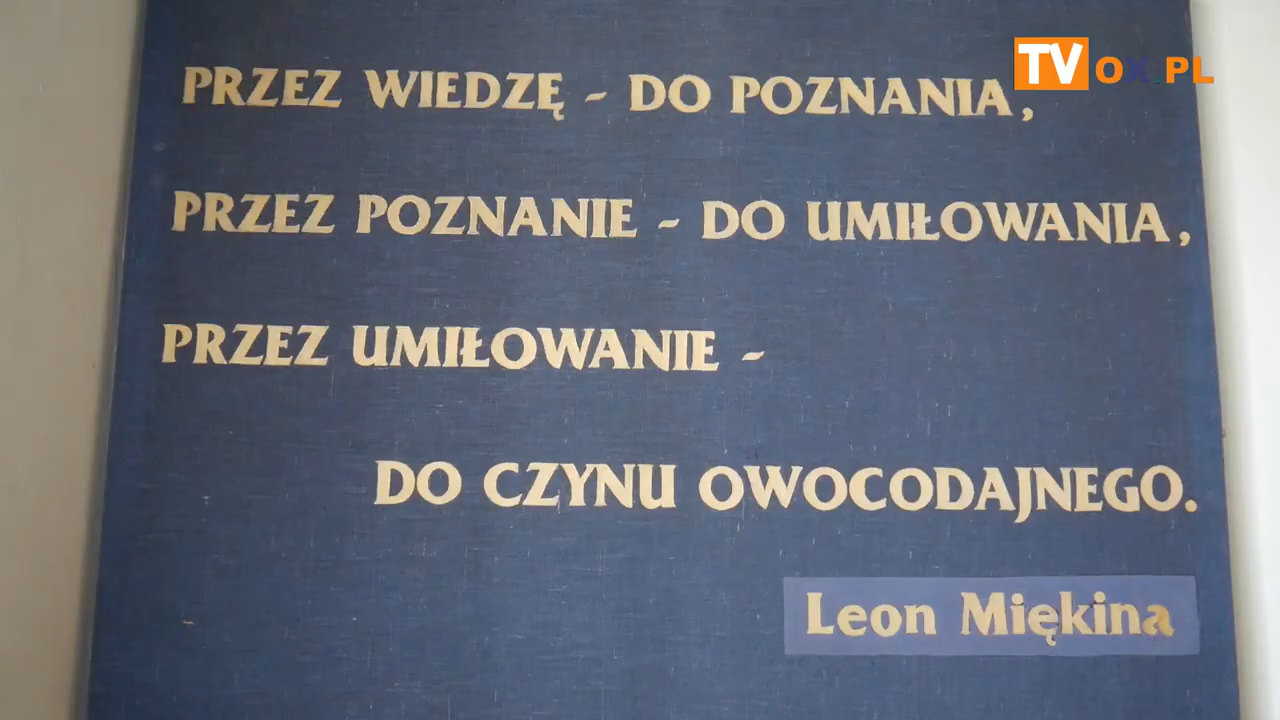 TVox.PL
PRZEZ WIEDZĘ - DO POZNANIA,
PRZEZ POZNANIE - DO UMIŁOWANIA,
PRZEZ UMIŁOWANIE -
DO CZYNU OWOCODAJNEGO.
Leon Miękina